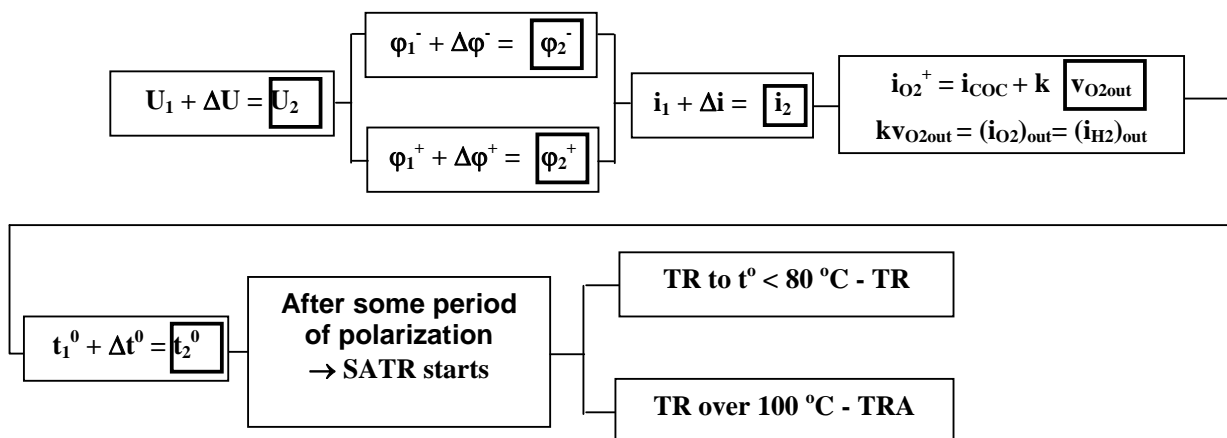 U₁ + ΔU = U₂
φ₁⁻ + Δφ⁻ = φ₂⁻
φ₁⁺ + Δφ⁺ = φ₂⁺
i₁ + Δi = i₂
i_O2⁺ = i_COC + k v_O2out
kv_O2out = (i_O2)_out= (i_H2)_out
t₁⁰ + Δt⁰ = t₂⁰
After some period
of polarization
→ SATR starts
TR to t° < 80 °C - TR
TR over 100 °C - TRA